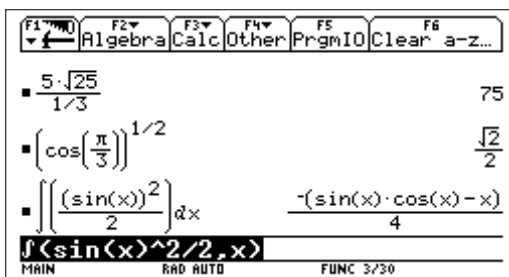 F1 F2 F3 F4 F5 F6
Algebra Calc Other PrgmIO Clear a-z…
▪ 5·√25 / 1/3 75
▪ (cos(π/3))^1/2 √2/2
▪ ∫((sin(x))^2/2)dx -(sin(x)·cos(x)-x)/4
∫(sin(x)^2/2,x)
MAIN RAD AUTO FUNC 3/30